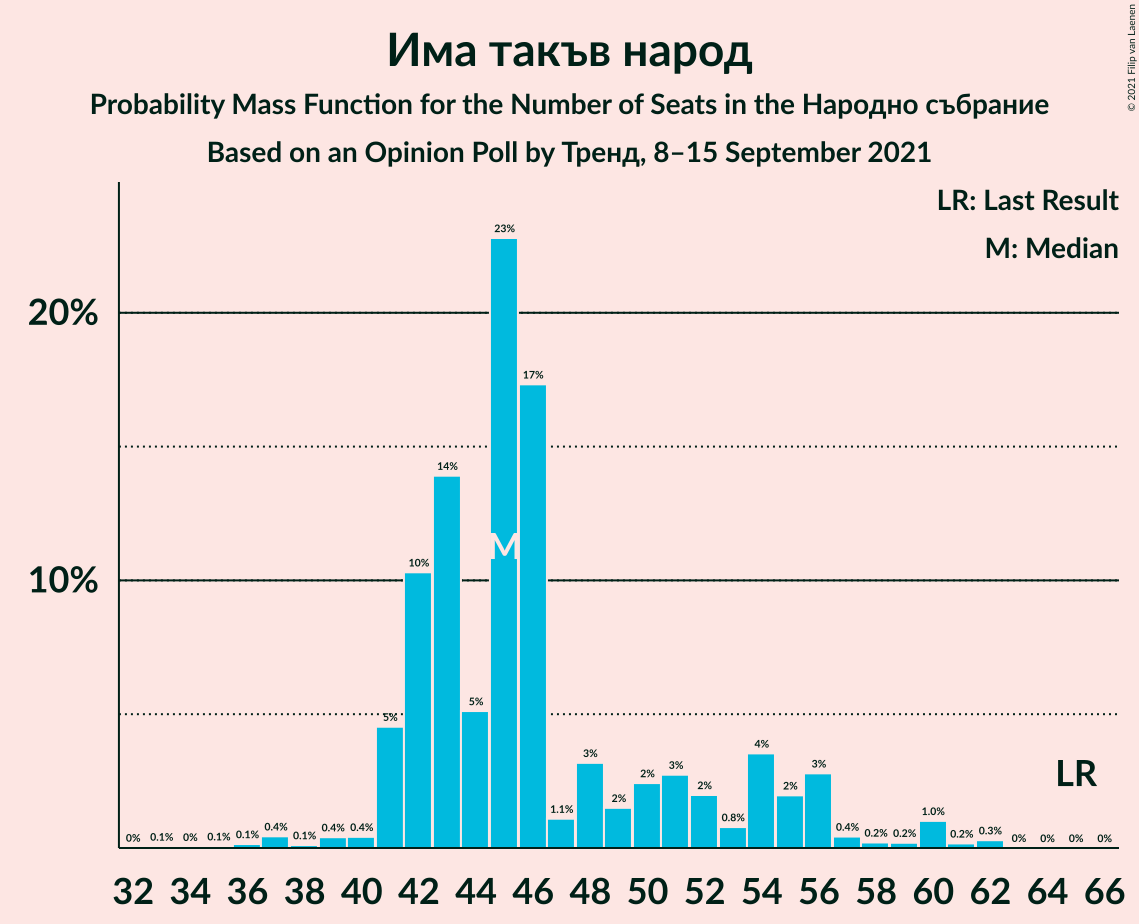 Има такъв народ
Probability Mass Function for the Number of Seats in the Народно събрание
Based on an Opinion Poll by Тренд, 8–15 September 2021
© 2021 Filip van Laenen
LR: Last Result
M: Median
20%
10%
0% 0.1% 0% 0.1% 0.1% 0.4% 0.1% 0.4% 0.4% 5% 10% 14% 5% 23% 17% 1.1% 3% 2% 2% 3% 2% 0.8% 4% 2% 3% 0.4% 0.2% 0.2% 1.0% 0.2% 0.3% 0% 0% 0% 0%
M
LR
32 34 36 38 40 42 44 46 48 50 52 54 56 58 60 62 64 66